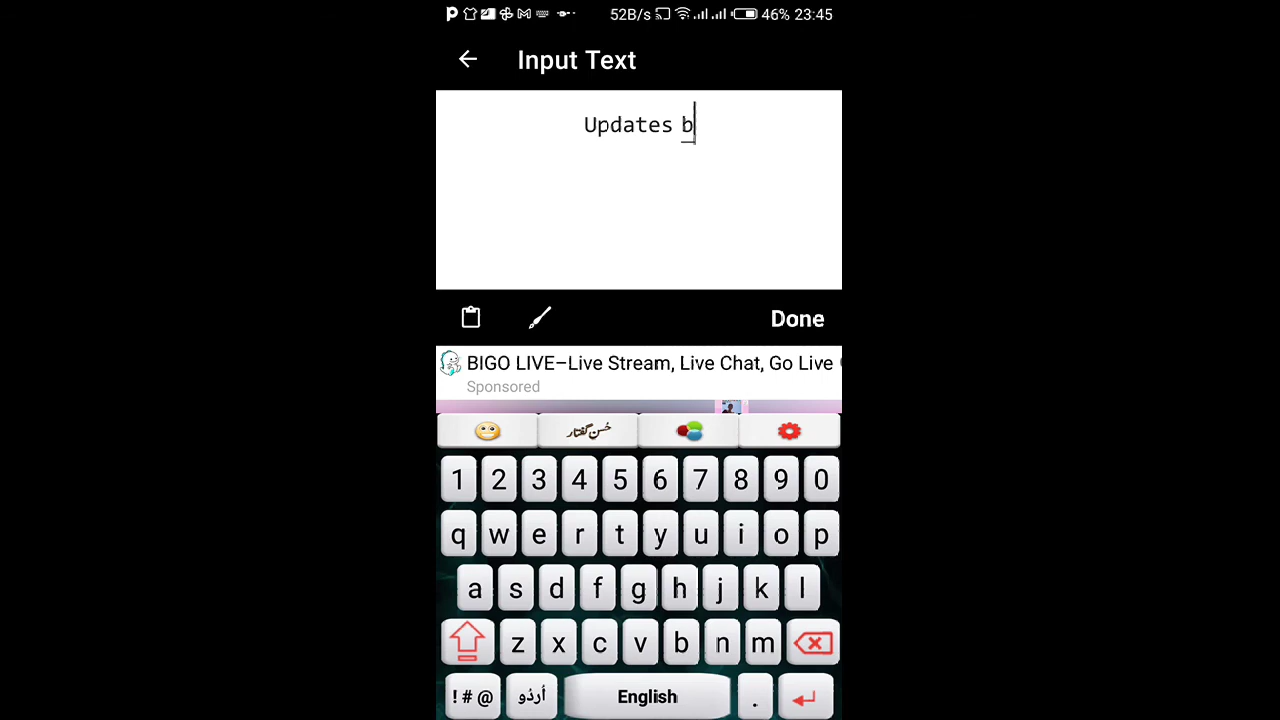 52B/s 46% 23:45
Input Text
Updates b
Done
BIGO LIVE–Live Stream, Live Chat, Go Live
Sponsored
حُسنِ گفتار
1 2 3 4 5 6 7 8 9 0
q w e r t y u i o p
a s d f g h j k l
z x c v b n m
! # @ اُردُو English .